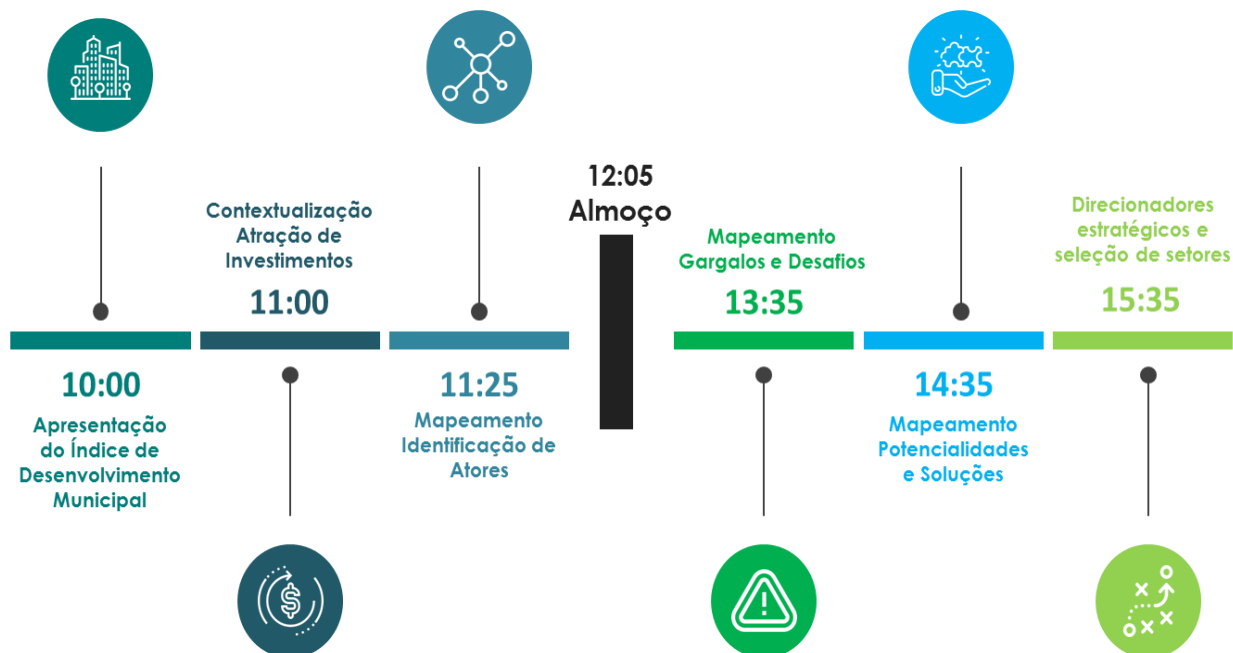 10:00
Apresentação
do Índice de
Desenvolvimento
Municipal
Contextualização
Atração de
Investimentos
11:00
11:25
Mapeamento
Identificação de
Atores
12:05
Almoço
Mapeamento
Gargalos e Desafios
13:35
14:35
Mapeamento
Potencialidades
e Soluções
Direcionadores
estratégicos e
seleção de setores
15:35